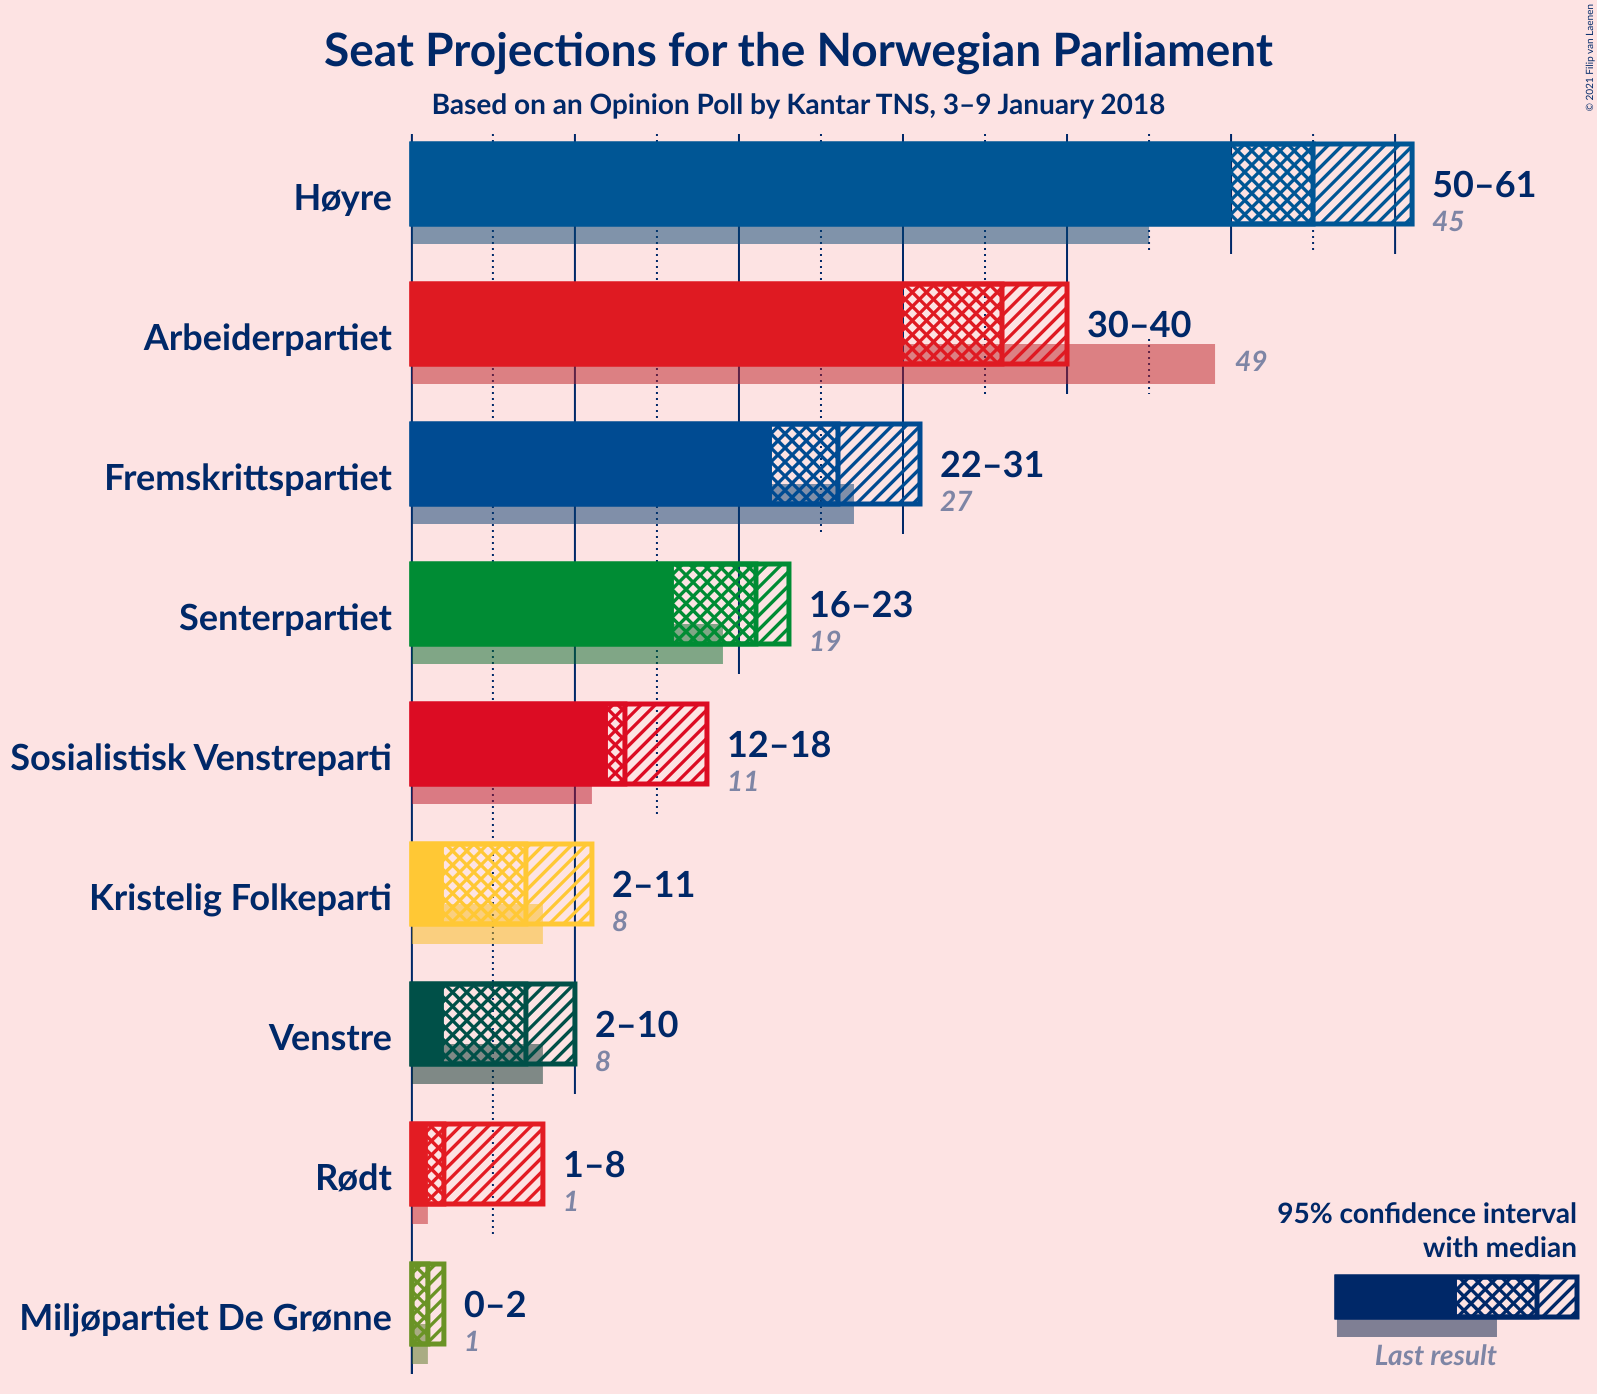 Seat Projections for the Norwegian Parliament
Based on an Opinion Poll by Kantar TNS, 3–9 January 2018
© 2021 Filip van Laenen
Høyre
50–61
45
Arbeiderpartiet
30–40
49
Fremskrittspartiet
22–31
27
Senterpartiet
16–23
19
Sosialistisk Venstreparti
12–18
11
Kristelig Folkeparti
2–11
8
Venstre
2–10
8
Rødt
1–8
1
Miljøpartiet De Grønne
0–2
1
95% confidence interval
with median
Last result